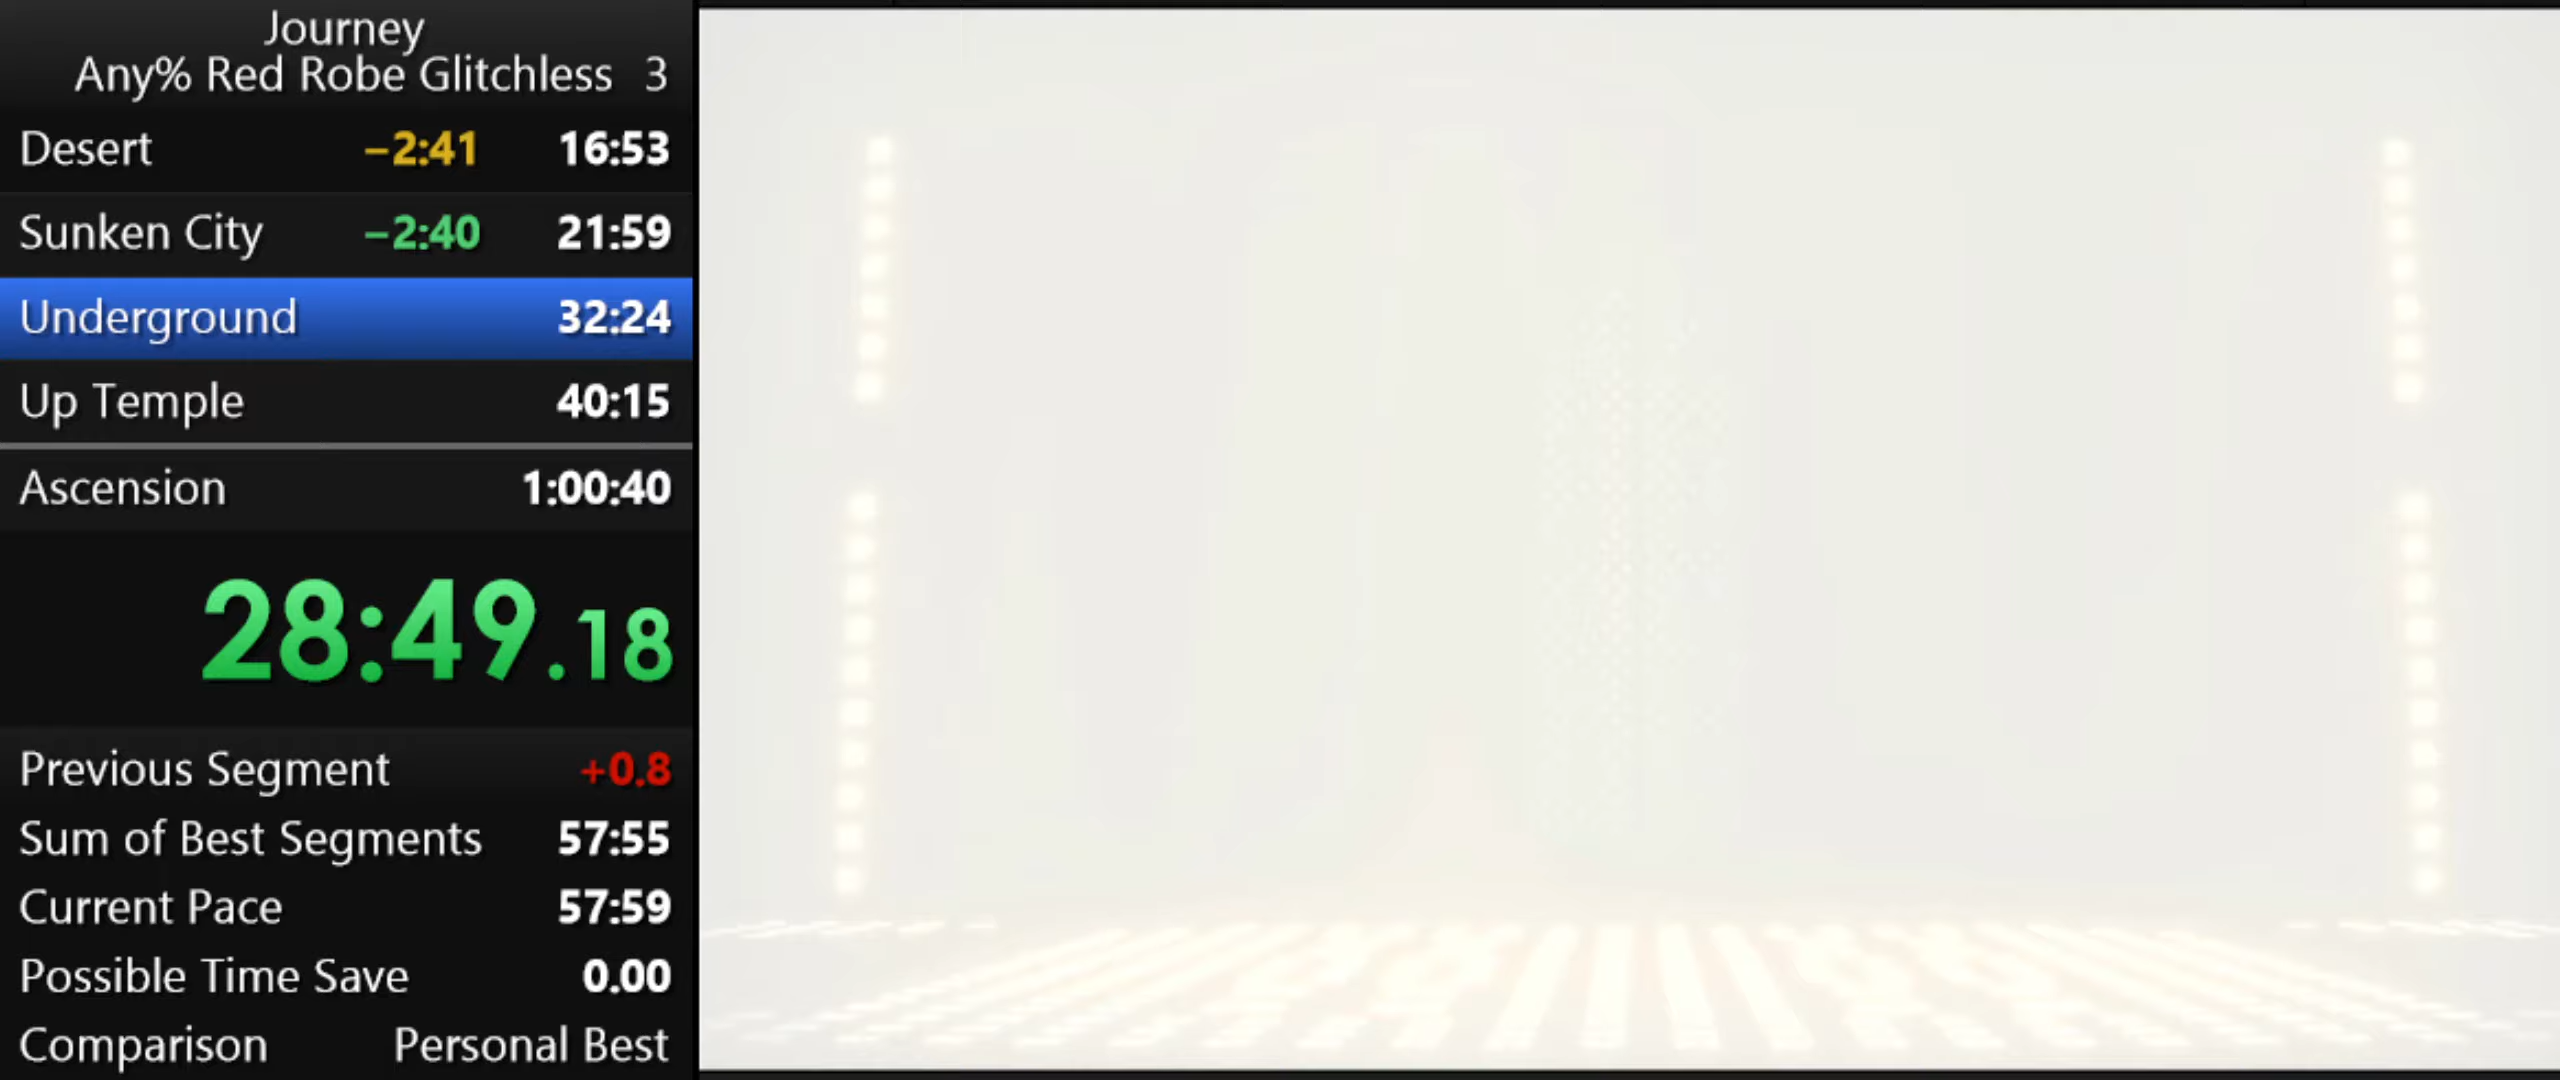 Journey
Any% Red Robe Glitchless 3
Desert −2:41 16:53
Sunken City −2:40 21:59
Underground 32:24
Up Temple 40:15
Ascension 1:00:40
28:49.18
Previous Segment +0.8
Sum of Best Segments 57:55
Current Pace 57:59
Possible Time Save 0.00
Comparison Personal Best